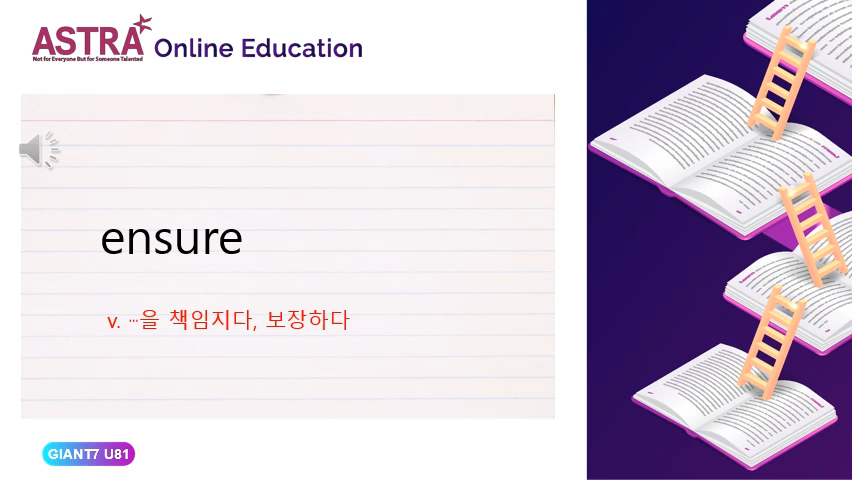 ASTRA
Not for Everyone But for Someone Talented
Online Education
ensure
v. …을 책임지다, 보장하다
GIANT7 U81